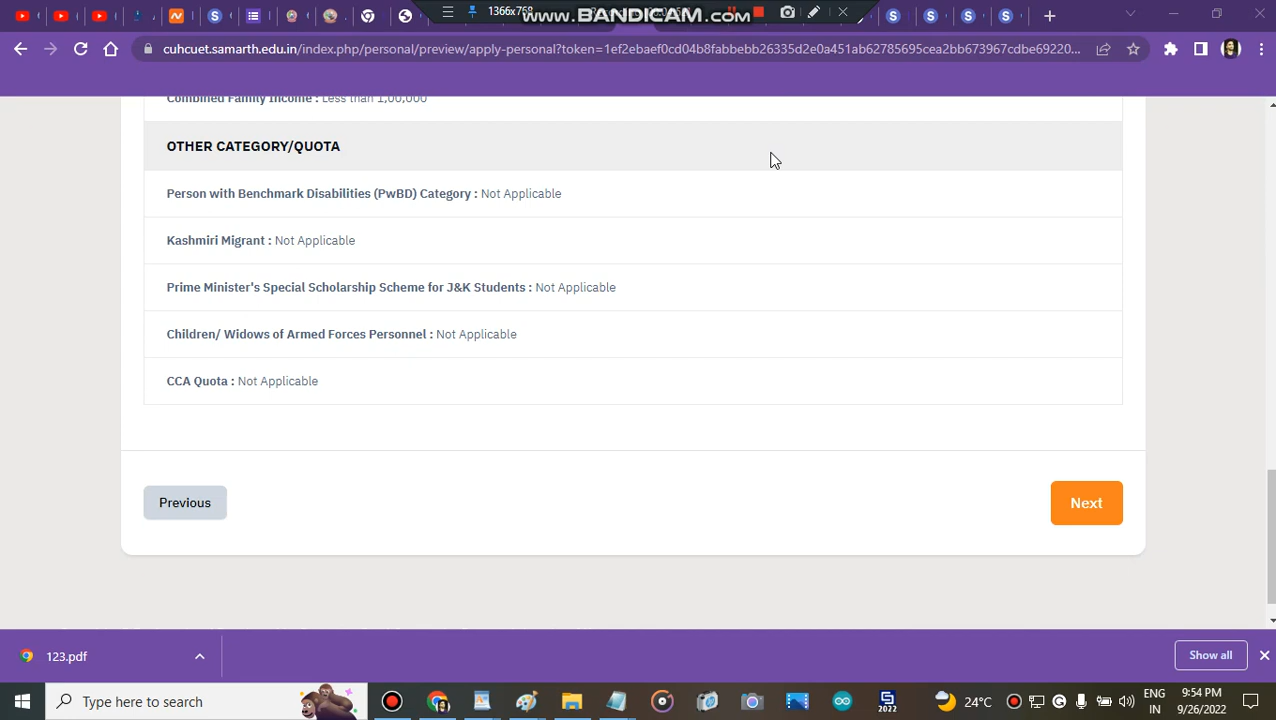 1366x768
www.BANDICAM.com
cuhcuet.samarth.edu.in/index.php/personal/preview/apply-personal?token=1ef2ebaef0cd04b8fabbebb26335d2e0a451ab62785695cea2bb673967cdbe69220...
Combined Family Income : Less than 1,00,000
OTHER CATEGORY/QUOTA
Person with Benchmark Disabilities (PwBD) Category : Not Applicable
Kashmiri Migrant : Not Applicable
Prime Minister's Special Scholarship Scheme for J&K Students : Not Applicable
Children/ Widows of Armed Forces Personnel : Not Applicable
CCA Quota : Not Applicable
Previous
Next
123.pdf
Show all
Type here to search
2022
24°C
ENG
IN
9:54 PM
9/26/2022